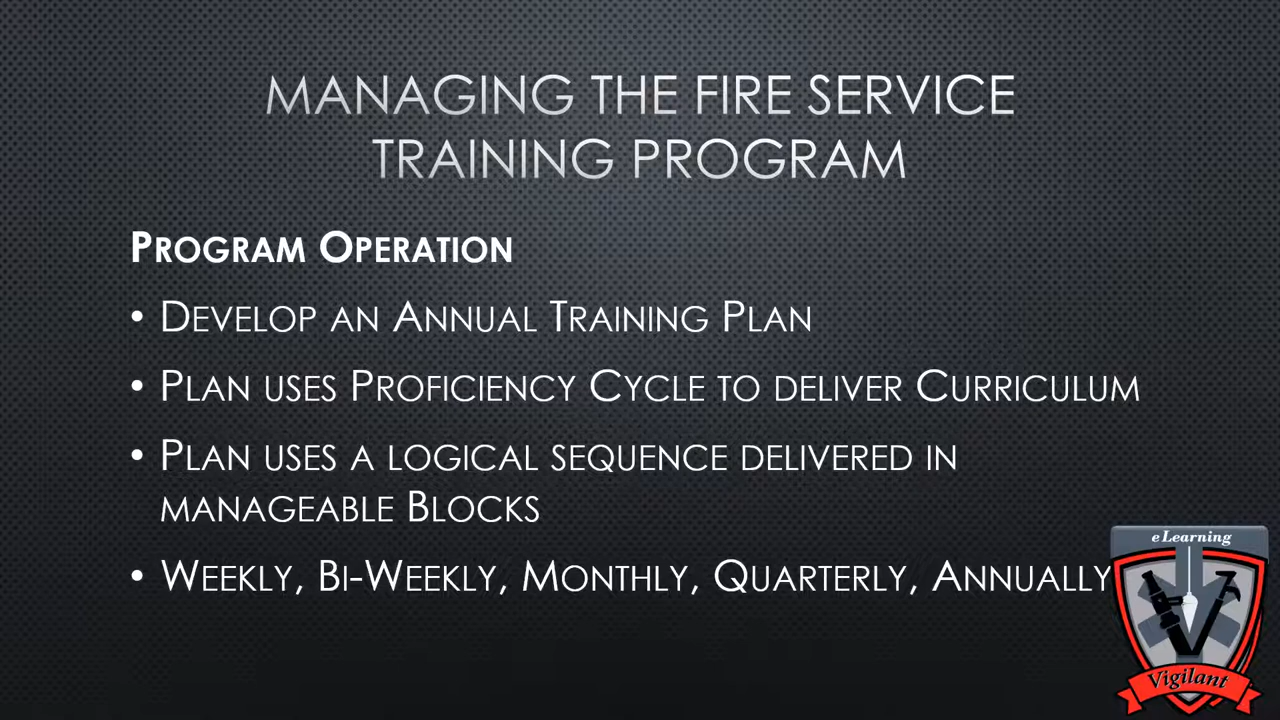 MANAGING THE FIRE SERVICE
TRAINING PROGRAM
PROGRAM OPERATION
• DEVELOP AN ANNUAL TRAINING PLAN
• PLAN USES PROFICIENCY CYCLE TO DELIVER CURRICULUM
• PLAN USES A LOGICAL SEQUENCE DELIVERED IN
MANAGEABLE BLOCKS
• WEEKLY, BI-WEEKLY, MONTHLY, QUARTERLY, ANNUALLY
eLearning
Vigilant